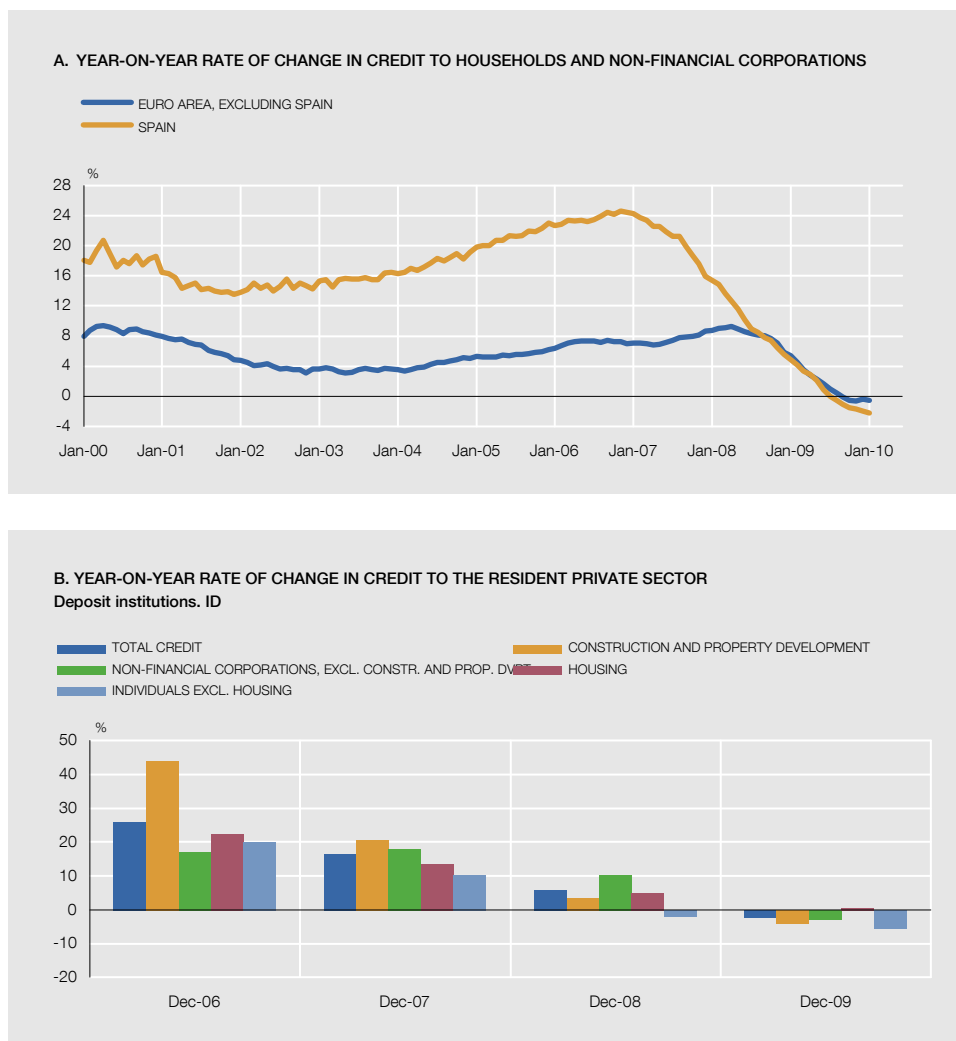 A. YEAR-ON-YEAR RATE OF CHANGE IN CREDIT TO HOUSEHOLDS AND NON-FINANCIAL CORPORATIONS
EURO AREA, EXCLUDING SPAIN
SPAIN
%
28
24
20
16
12
8
4
0
-4
Jan-00 Jan-01 Jan-02 Jan-03 Jan-04 Jan-05 Jan-06 Jan-07 Jan-08 Jan-09 Jan-10
B. YEAR-ON-YEAR RATE OF CHANGE IN CREDIT TO THE RESIDENT PRIVATE SECTOR
Deposit institutions. ID
TOTAL CREDIT CONSTRUCTION AND PROPERTY DEVELOPMENT
NON-FINANCIAL CORPORATIONS, EXCL. CONSTR. AND PROP. DVPT HOUSING
INDIVIDUALS EXCL. HOUSING
%
50
40
30
20
10
0
-10
-20
Dec-06 Dec-07 Dec-08 Dec-09